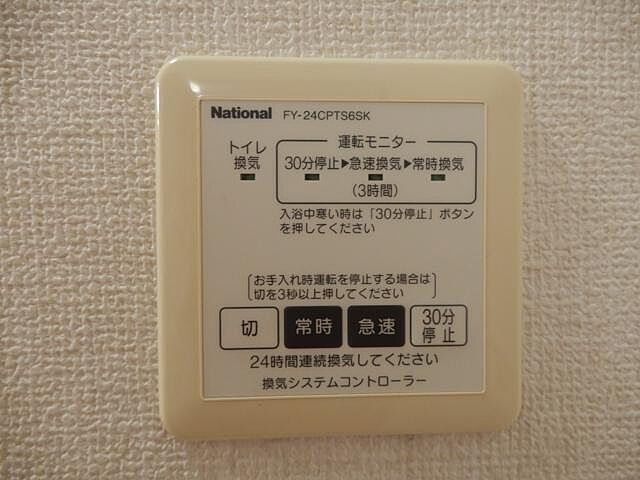 National FY-24CPTS6SK
運転モニター
トイレ
換気
30分停止▶急速換気▶常時換気
(3時間)
入浴中寒い時は「30分停止」ボタン
を押してください
お手入れ時運転を停止する場合は
切を3秒以上押してください
切 常時 急速 30分
停止
24時間連続換気してください
換気システムコントローラー